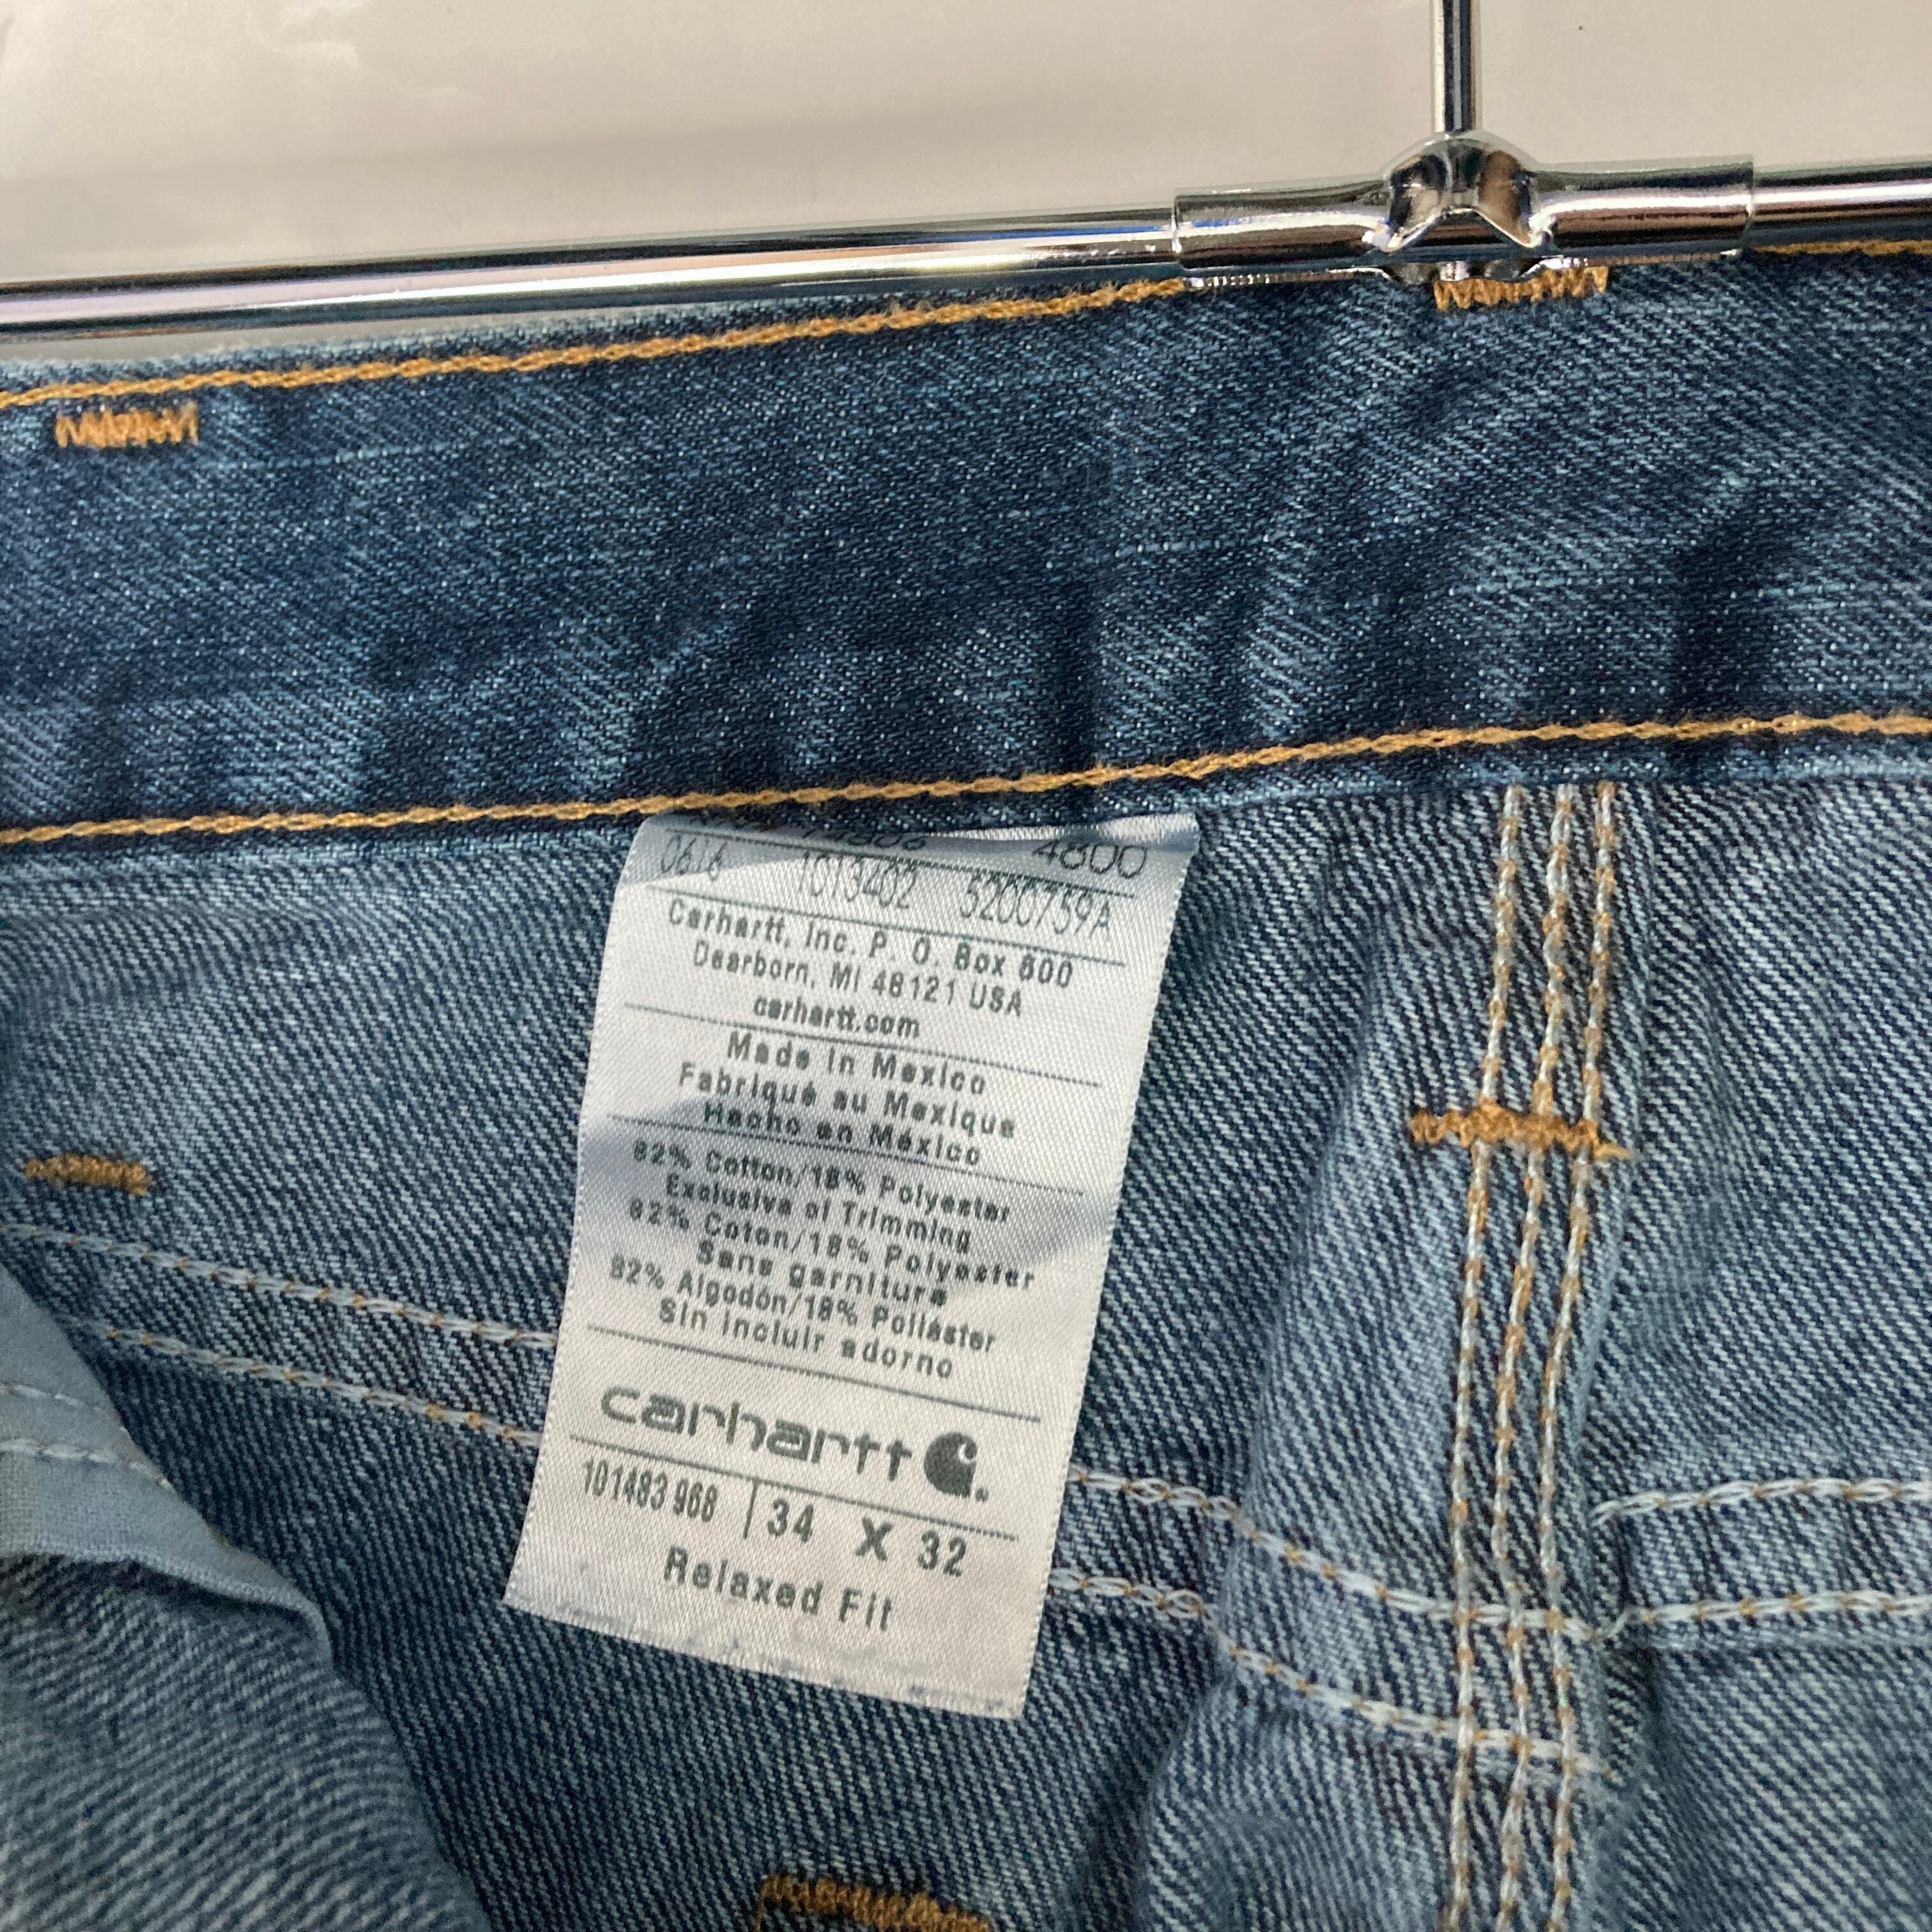 4800
0616 1013402 5200759A
Carhartt, Inc. P. O. Box 600
Dearborn, MI 48121 USA
carhartt.com
Made in Mexico
Fabriqué au Mexique
Hecho en México
82% Cotton/18% Polyester
Exclusive of Trimming
82% Coton/18% Polyester
Sans garniture
82% Algodón/18% Poliéster
Sin incluir adorno
carhartt
101483 968 | 34 X 32
Relaxed Fit